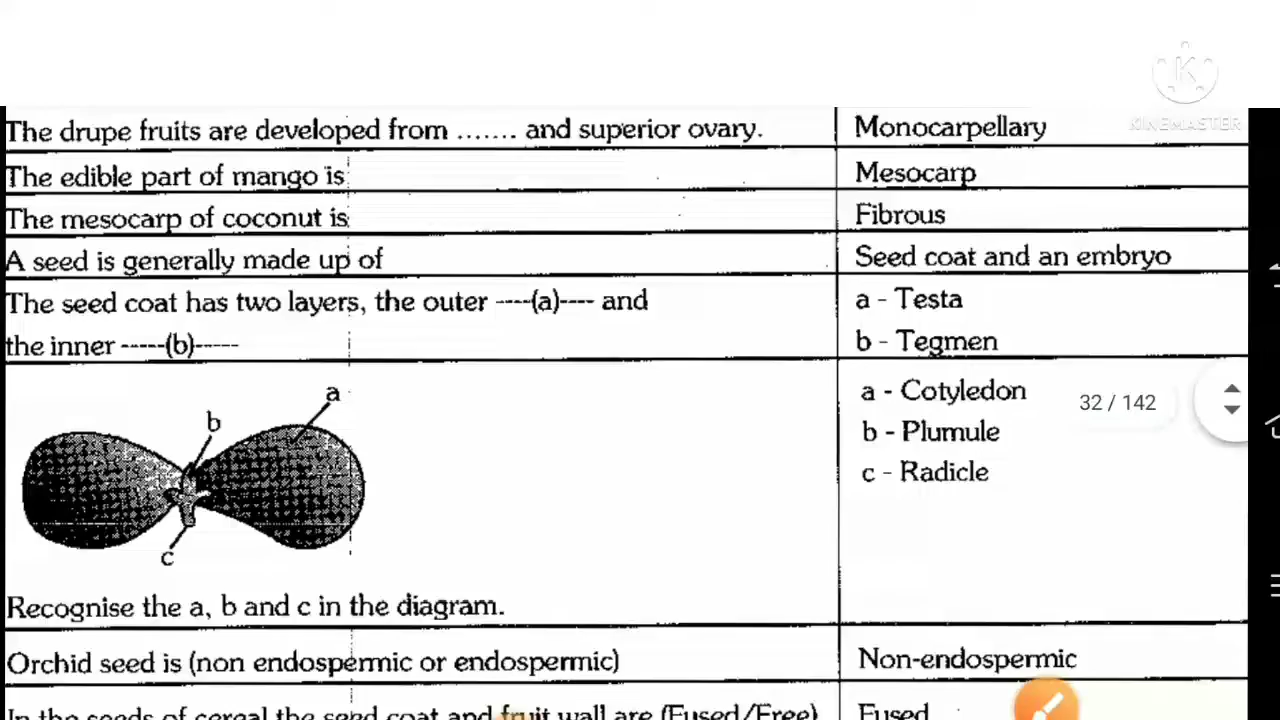 KINEMASTER
The drupe fruits are developed from ....... and superior ovary. Monocarpellary
The edible part of mango is Mesocarp
The mesocarp of coconut is Fibrous
A seed is generally made up of Seed coat and an embryo
The seed coat has two layers, the outer ----(a)---- and a - Testa
the inner -----(b)----- b - Tegmen
a
b
c
a - Cotyledon
b - Plumule
c - Radicle
32 / 142
Recognise the a, b and c in the diagram.
Orchid seed is (non endospermic or endospermic) Non-endospermic
In the seeds of cereal the seed coat and fruit wall are (Fused/Free) Fused